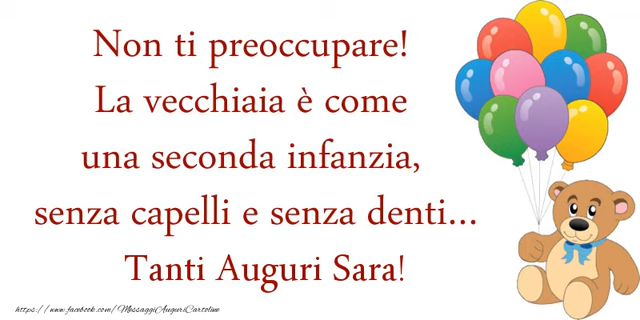 Non ti preoccupare!
La vecchiaia è come
una seconda infanzia,
senza capelli e senza denti...
Tanti Auguri Sara!
https://www.facebook.com/MessaggiAuguriCartoline